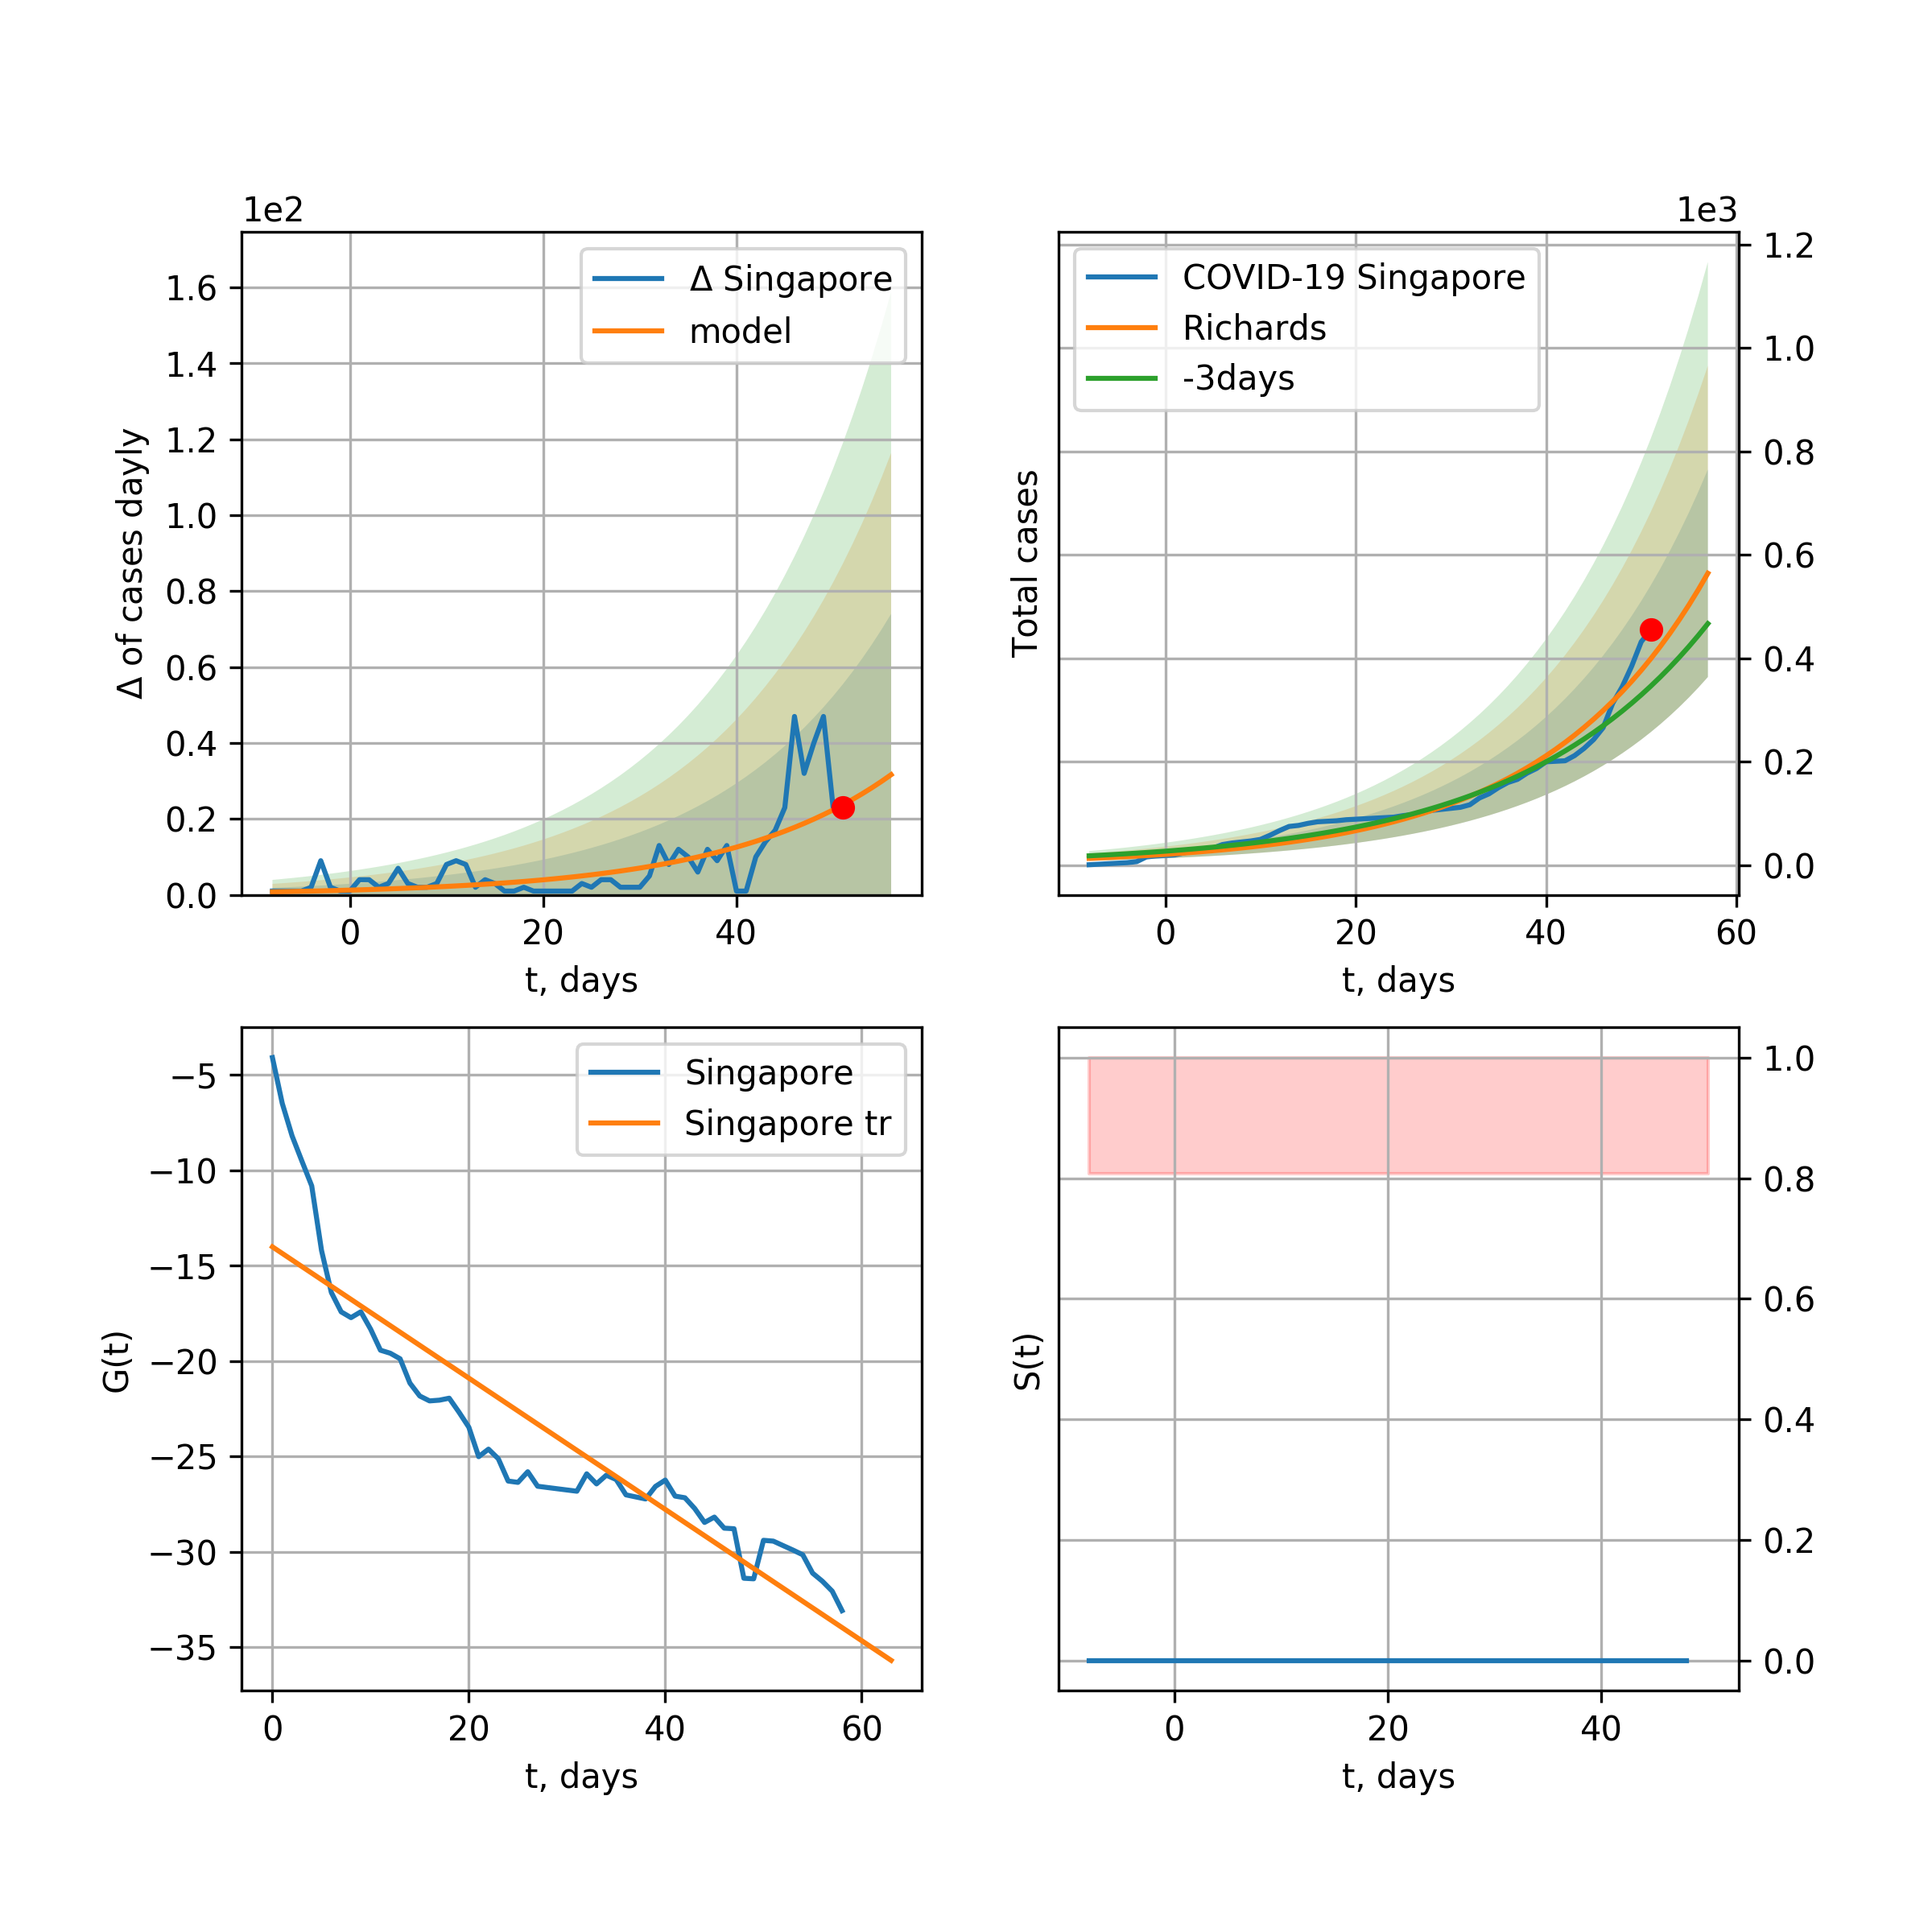 1e2
1.6
1.4
1.2
1.0
0.8
0.6
0.4
0.2
0.0
Δ of cases dayly
Δ Singapore
model
0 20 40
t, days
1e3
1.2
1.0
0.8
0.6
0.4
0.2
0.0
Total cases
COVID-19 Singapore
Richards
-3days
0 20 40 60
t, days
−5
−10
−15
−20
−25
−30
−35
G(t)
Singapore
Singapore tr
0 20 40 60
t, days
1.0
0.8
0.6
0.4
0.2
0.0
S(t)
0 20 40
t, days